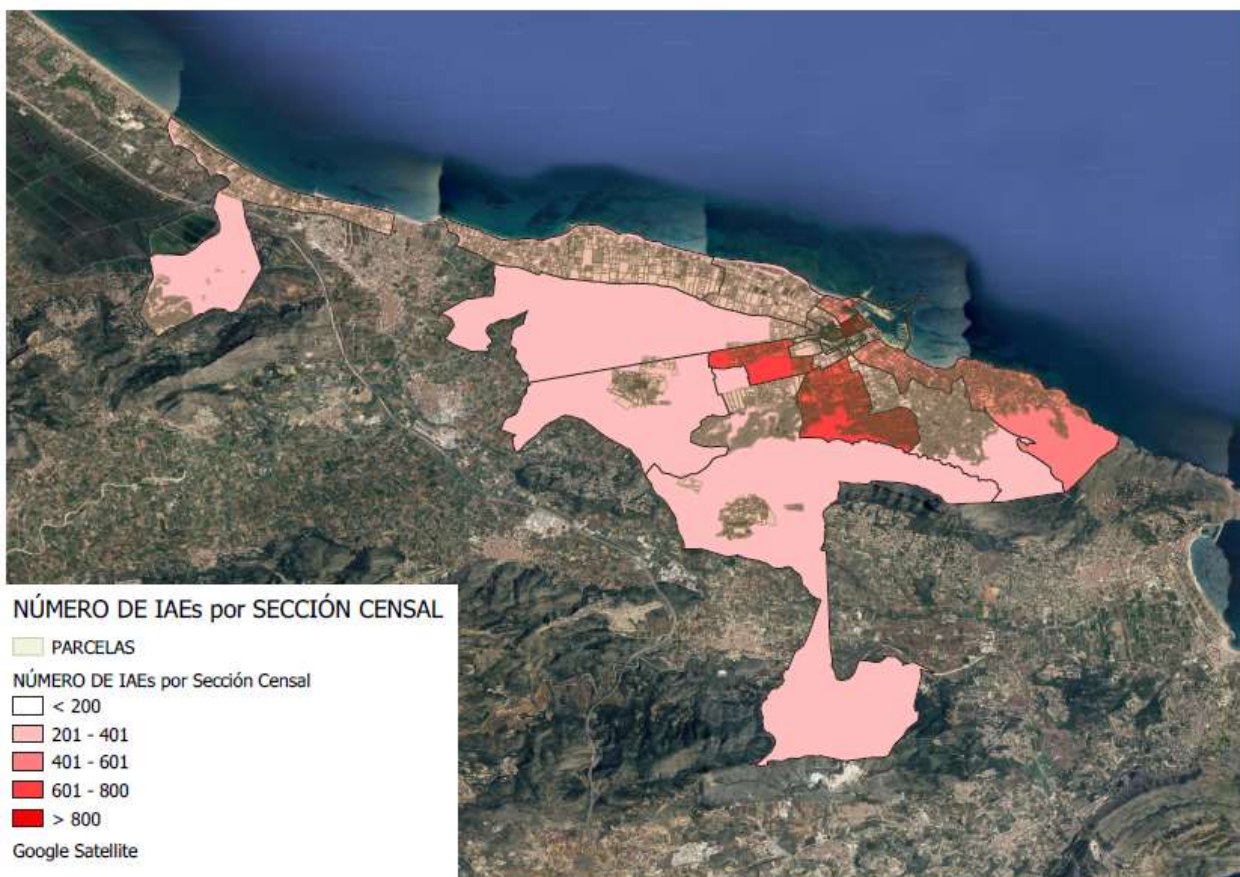 NÚMERO DE IAEs por SECCIÓN CENSAL
PARCELAS
NÚMERO DE IAEs por Sección Censal
< 200
201 - 401
401 - 601
601 - 800
> 800
Google Satellite